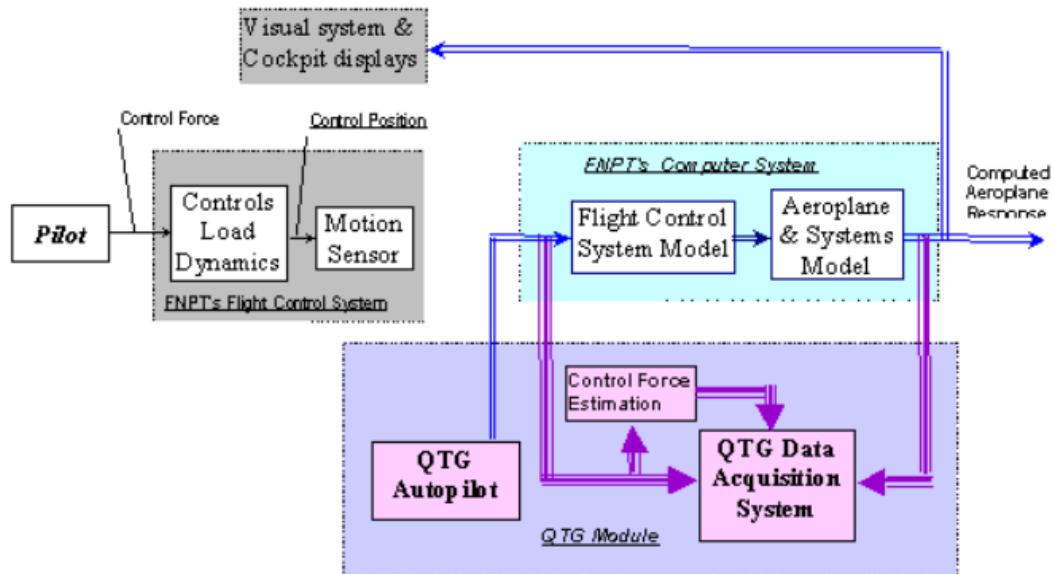 Visual system &
Cockpit displays
Control Force
Control Position
FNPT's Computer System
Computed
Aeroplane
Response
Pilot
Controls
Load
Dynamics
Motion
Sensor
Flight Control
System Model
Aeroplane
& Systems
Model
FNPT's Flight Control System
Control Force
Estimation
QTG
Autopilot
QTG Data
Acquisition
System
QTG Module